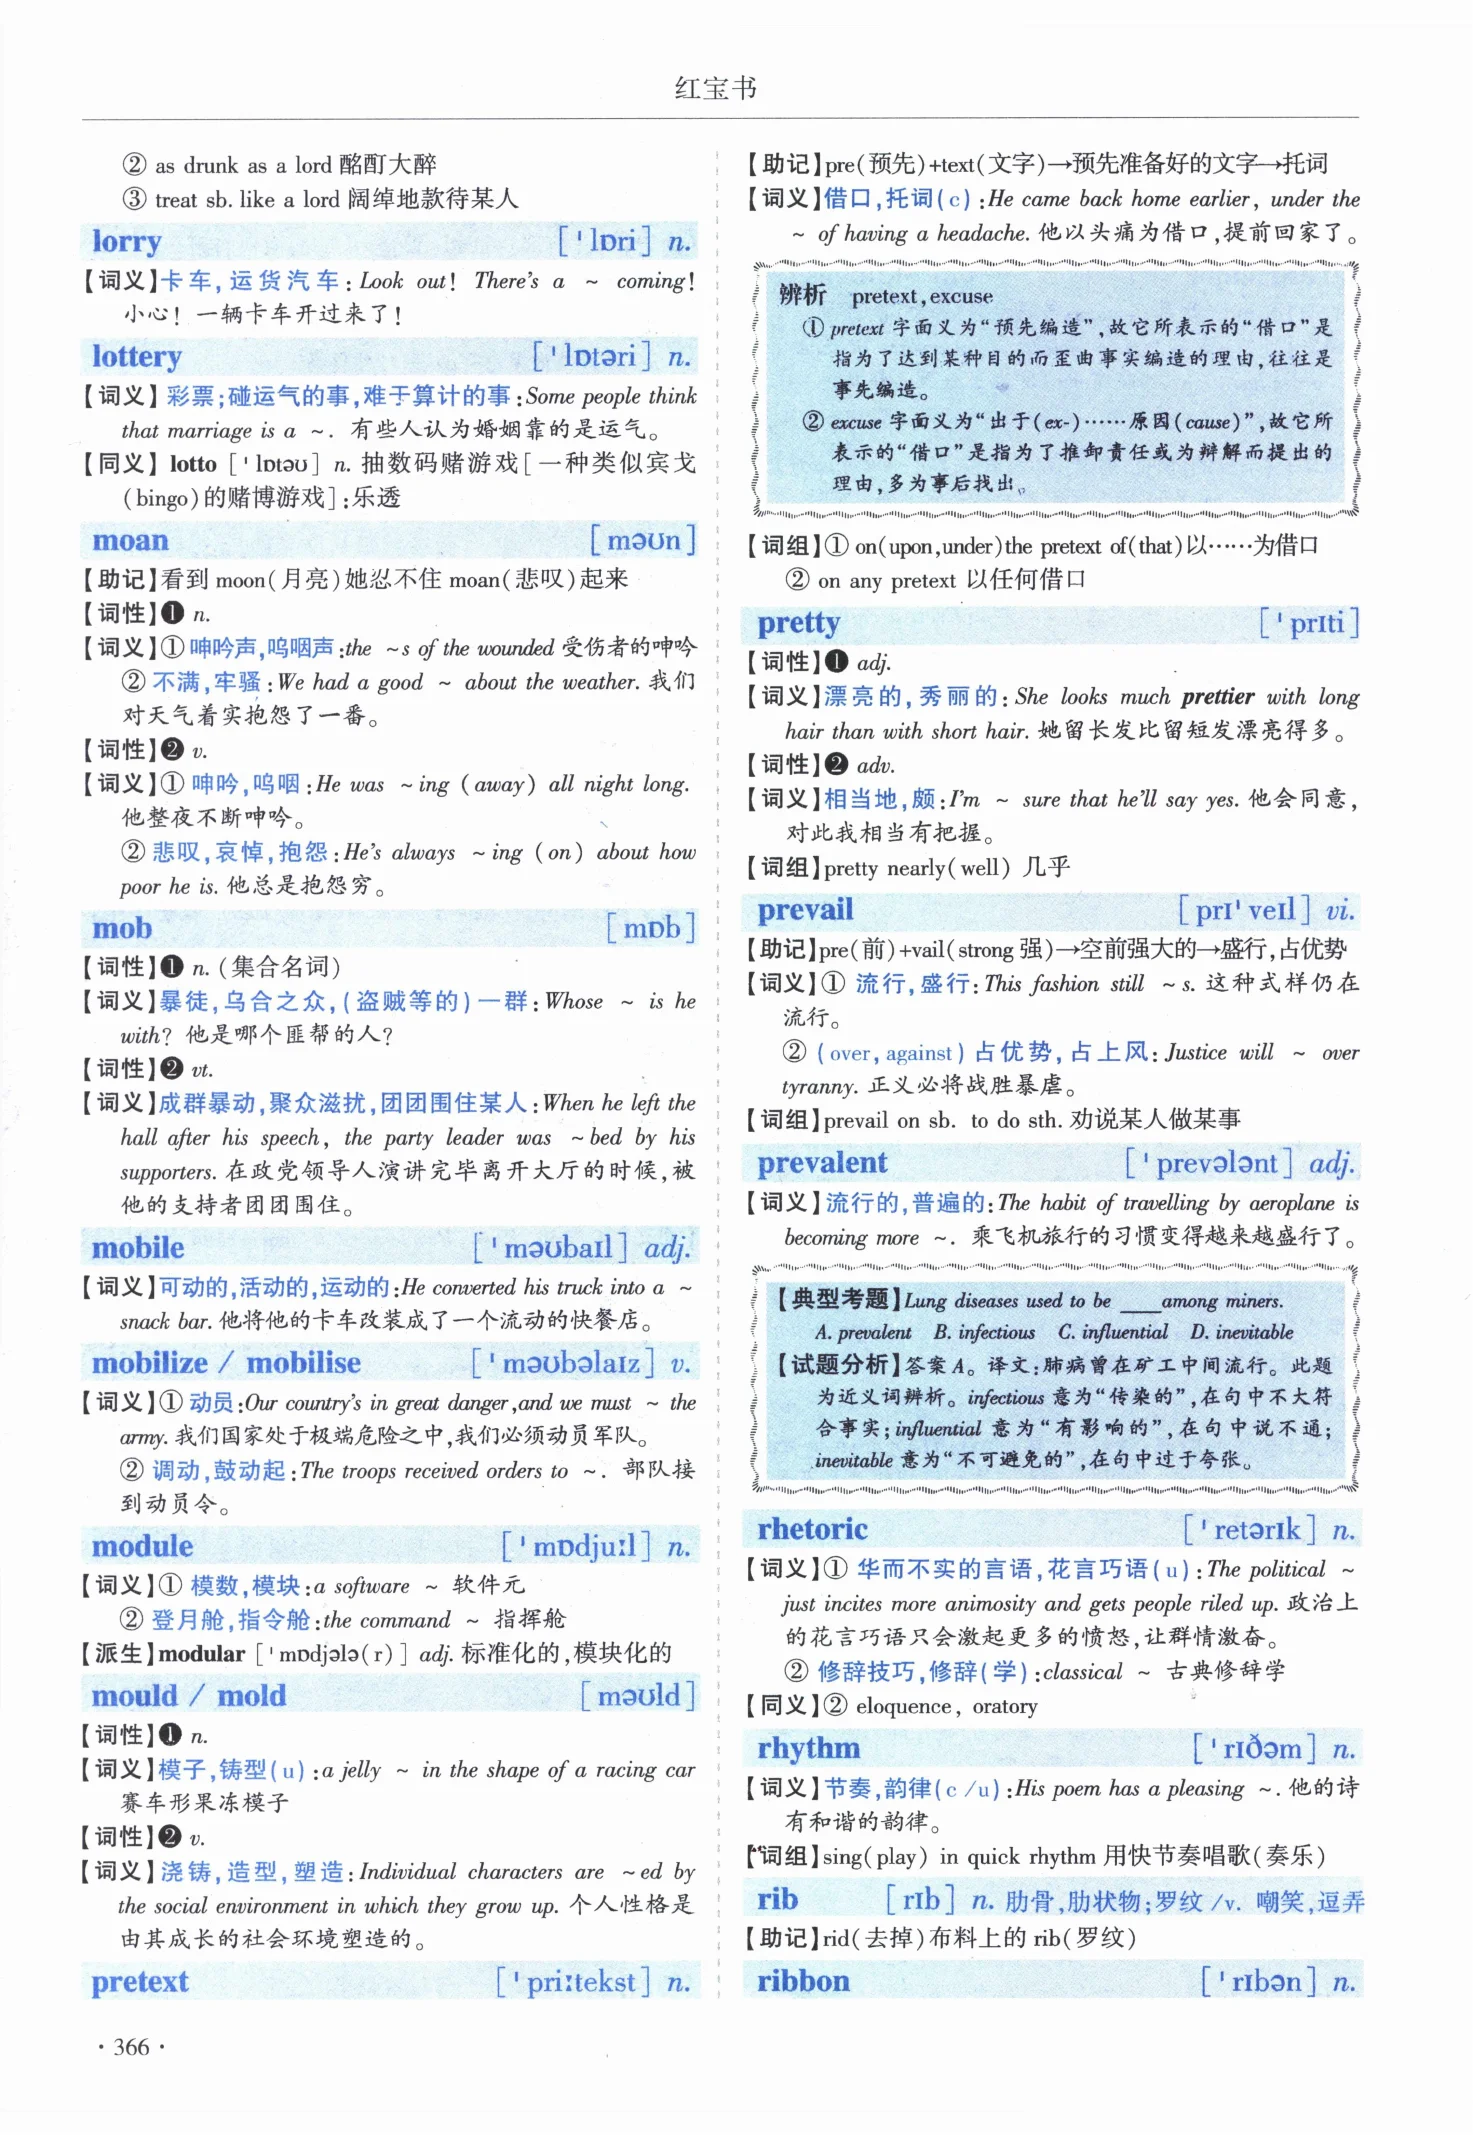 红宝书
② as drunk as a lord 酩酊大醉
③ treat sb. like a lord 阔绰地款待某人
lorry [ˈlɒri] n.
【词义】卡车,运货汽车: Look out! There's a ~ coming!
小心! 一辆卡车开过来了!
lottery [ˈlɒtəri] n.
【词义】彩票;碰运气的事,难于算计的事:Some people think
that marriage is a ~. 有些人认为婚姻靠的是运气。
【同义】lotto [ˈlɒtəʊ] n. 抽数码赌游戏[一种类似宾戈
(bingo)的赌博游戏]:乐透
moan [məʊn]
【助记】看到 moon(月亮)她忍不住 moan(悲叹)起来
【词性】❶ n.
【词义】①呻吟声,呜咽声:the ~s of the wounded 受伤者的呻吟
② 不满,牢骚:We had a good ~ about the weather. 我们
对天气着实抱怨了一番。
【词性】❷ v.
【词义】① 呻吟,呜咽:He was ~ing (away) all night long.
他整夜不断呻吟。
② 悲叹,哀悼,抱怨:He's always ~ing (on) about how
poor he is. 他总是抱怨穷。
mob [mɒb]
【词性】❶ n. (集合名词)
【词义】暴徒,乌合之众,(盗贼等的)一群: Whose ~ is he
with? 他是哪个匪帮的人?
【词性】❷ vt.
【词义】成群暴动,聚众滋扰,团团围住某人:When he left the
hall after his speech, the party leader was ~bed by his
supporters. 在政党领导人演讲完毕离开大厅的时候,被
他的支持者团团围住。
mobile [ˈməʊbaɪl] adj.
【词义】可动的,活动的,运动的:He converted his truck into a ~
snack bar. 他将他的卡车改装成了一个流动的快餐店。
mobilize / mobilise [ˈməʊbəlaɪz] v.
【词义】① 动员:Our country's in great danger,and we must ~ the
army. 我们国家处于极端危险之中,我们必须动员军队。
② 调动,鼓动起:The troops received orders to ~. 部队接
到动员令。
module [ˈmɒdjuːl] n.
【词义】① 模数,模块:a software ~ 软件元
② 登月舱,指令舱:the command ~ 指挥舱
【派生】modular [ˈmɒdjələ(r)] adj. 标准化的,模块化的
mould / mold [məʊld]
【词性】❶ n.
【词义】模子,铸型(u):a jelly ~ in the shape of a racing car
赛车形果冻模子
【词性】❷ v.
【词义】浇铸,造型,塑造: Individual characters are ~ed by
the social environment in which they grow up. 个人性格是
由其成长的社会环境塑造的。
pretext [ˈpriːtekst] n.
【助记】pre(预先)+text(文字)→预先准备好的文字→托词
【词义】借口,托词(c):He came back home earlier, under the
~ of having a headache. 他以头痛为借口,提前回家了。
辨析 pretext,excuse
① pretext 字面义为“预先编造”,故它所表示的“借口”是
指为了达到某种目的而歪曲事实编造的理由,往往是
事先编造。
② excuse 字面义为“出于(ex-)……原因(cause)”,故它所
表示的“借口”是指为了推卸责任或为辩解而提出的
理由,多为事后找出。
【词组】① on(upon,under)the pretext of(that)以……为借口
② on any pretext 以任何借口
pretty [ˈprɪti]
【词性】❶ adj.
【词义】漂亮的,秀丽的: She looks much prettier with long
hair than with short hair. 她留长发比留短发漂亮得多。
【词性】❷ adv.
【词义】相当地,颇:I'm ~ sure that he'll say yes. 他会同意,
对此我相当有把握。
【词组】pretty nearly(well) 几乎
prevail [prɪˈveɪl] vi.
【助记】pre(前)+vail(strong 强)→空前强大的→盛行,占优势
【词义】① 流行,盛行: This fashion still ~s. 这种式样仍在
流行。
② (over, against) 占优势,占上风: Justice will ~ over
tyranny. 正义必将战胜暴虐。
【词组】prevail on sb. to do sth. 劝说某人做某事
prevalent [ˈprevələnt] adj.
【词义】流行的,普遍的:The habit of travelling by aeroplane is
becoming more ~. 乘飞机旅行的习惯变得越来越盛行了。
【典型考题】Lung diseases used to be ____among miners.
A. prevalent B. infectious C. influential D. inevitable
【试题分析】答案 A。译文:肺病曾在矿工中间流行。此题
为近义词辨析。infectious 意为“传染的”,在句中不大符
合事实;influential 意为“有影响的”,在句中说不通;
inevitable 意为“不可避免的”,在句中过于夸张。
rhetoric [ˈretərɪk] n.
【词义】① 华而不实的言语,花言巧语(u): The political ~
just incites more animosity and gets people riled up. 政治上
的花言巧语只会激起更多的愤怒,让群情激奋。
② 修辞技巧,修辞(学):classical ~ 古典修辞学
【同义】② eloquence, oratory
rhythm [ˈrɪðəm] n.
【词义】节奏,韵律(c /u):His poem has a pleasing ~. 他的诗
有和谐的韵律。
【词组】sing(play) in quick rhythm 用快节奏唱歌(奏乐)
rib [rɪb] n. 肋骨,肋状物;罗纹 /v. 嘲笑,逗弄
【助记】rid(去掉)布料上的 rib(罗纹)
ribbon [ˈrɪbən] n.
· 366 ·